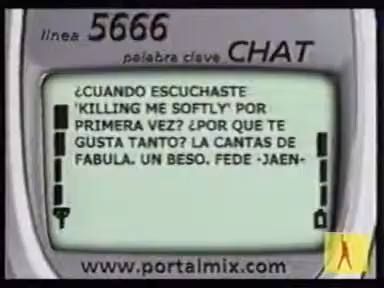 línea 5666
palabra clave CHAT
¿CUANDO ESCUCHASTE
'KILLING ME SOFTLY' POR
PRIMERA VEZ? ¿POR QUE TE
GUSTA TANTO? LA CANTAS DE
FABULA. UN BESO. FEDE -JAEN-
www.portalmix.com